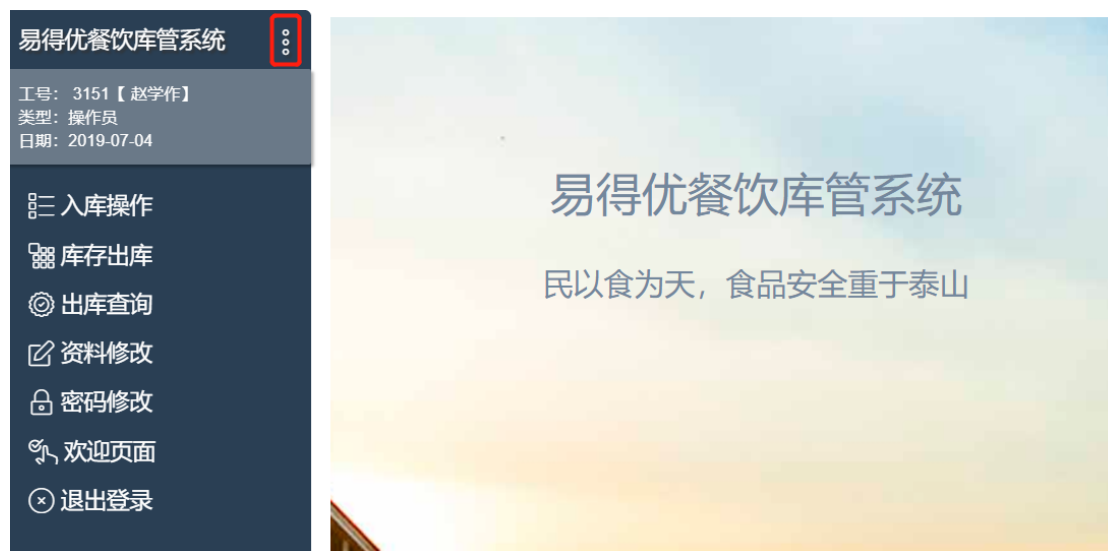 易得优餐饮库管系统
工号： 3151【 赵学作】
类型：操作员
日期：2019-07-04
入库操作
库存出库
出库查询
资料修改
密码修改
欢迎页面
退出登录
易得优餐饮库管系统
民以食为天，食品安全重于泰山